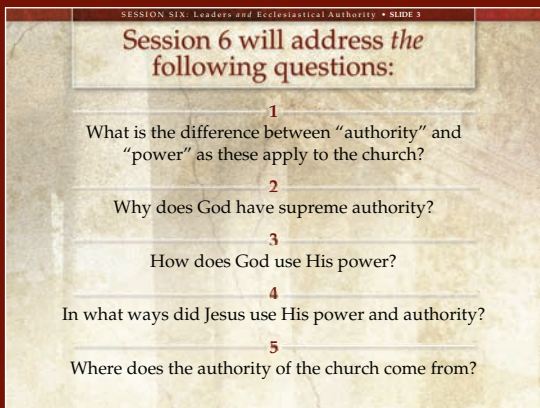 SESSION SIX: Leaders and Ecclesiastical Authority • SLIDE 3
Session 6 will address the
following questions:
1
What is the difference between “authority” and
“power” as these apply to the church?
2
Why does God have supreme authority?
3
How does God use His power?
4
In what ways did Jesus use His power and authority?
5
Where does the authority of the church come from?